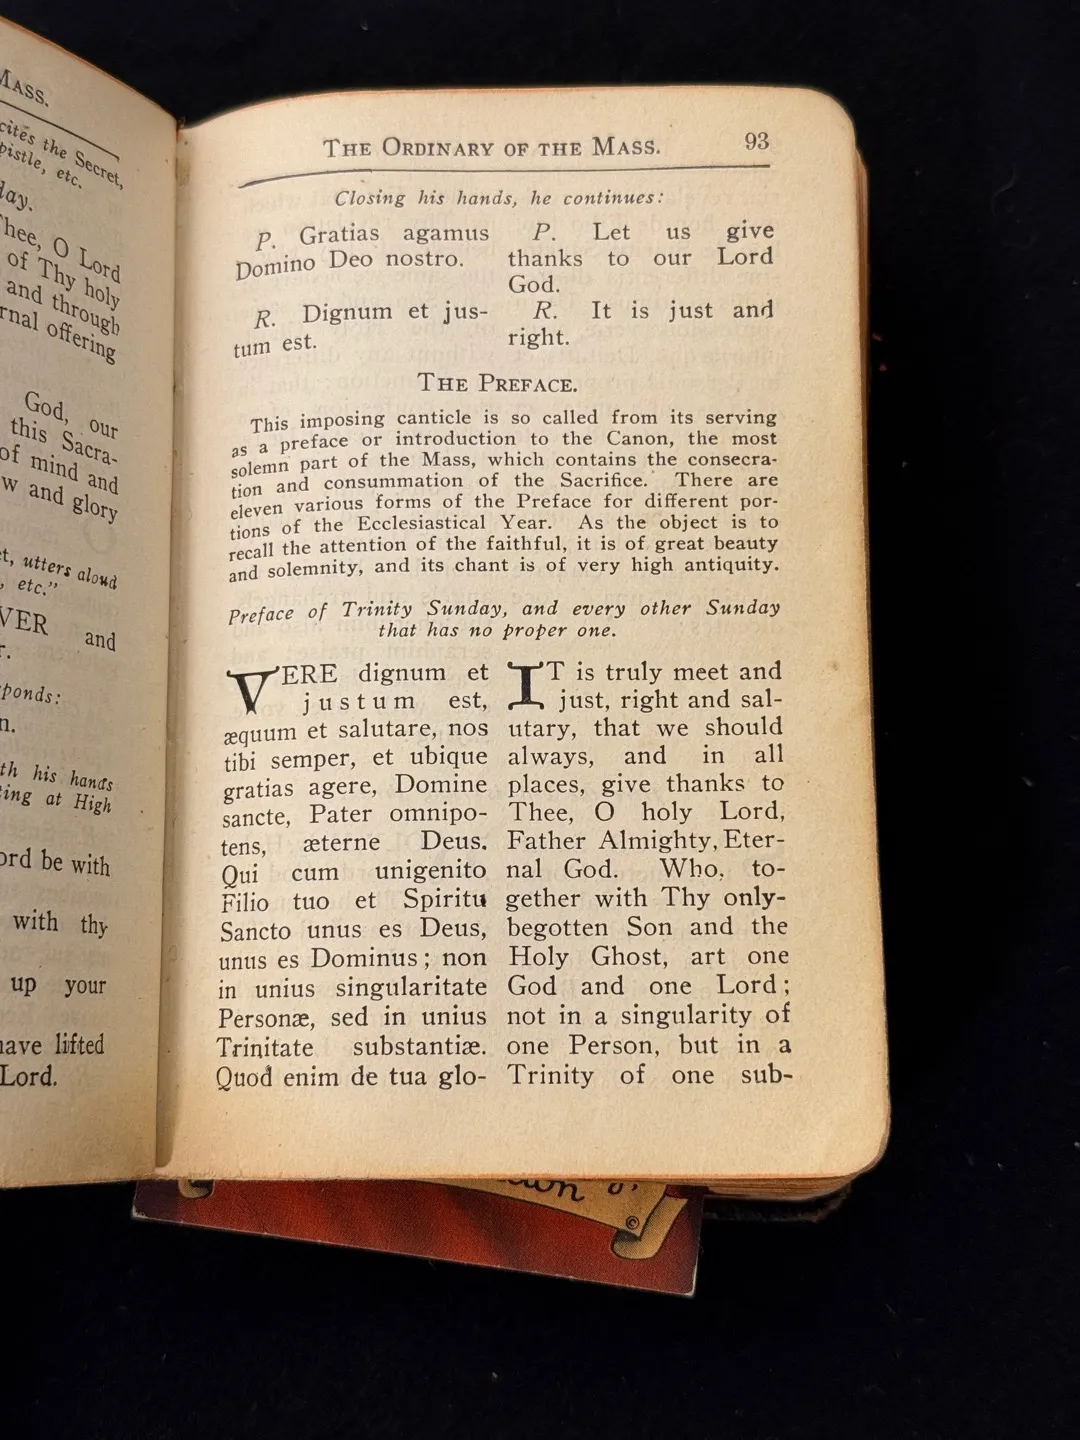 MASS.
cites the Secret,
pistle, etc.
day.
Thee, O Lord
of Thy holy
and through
rnal offering
God, our
this Sacra-
of mind and
w and glory
t, utters aloud
, etc."
VER and
r.
ponds:
n.
th his hands
ting at High
ord be with
with thy
up your
have lifted
Lord.
THE ORDINARY OF THE MASS. 93
Closing his hands, he continues:
P. Gratias agamus
Domino Deo nostro.
R. Dignum et jus-
tum est.
P. Let us give
thanks to our Lord
God.
R. It is just and
right.
THE PREFACE.
This imposing canticle is so called from its serving
as a preface or introduction to the Canon, the most
solemn part of the Mass, which contains the consecra-
tion and consummation of the Sacrifice. There are
eleven various forms of the Preface for different por-
tions of the Ecclesiastical Year. As the object is to
recall the attention of the faithful, it is of great beauty
and solemnity, and its chant is of very high antiquity.
Preface of Trinity Sunday, and every other Sunday
that has no proper one.
VERE dignum et
justum est,
æquum et salutare, nos
tibi semper, et ubique
gratias agere, Domine
sancte, Pater omnipo-
tens, æterne Deus.
Qui cum unigenito
Filio tuo et Spiritu
Sancto unus es Deus,
unus es Dominus; non
in unius singularitate
Personæ, sed in unius
Trinitate substantiæ.
Quod enim de tua glo-
IT is truly meet and
just, right and sal-
utary, that we should
always, and in all
places, give thanks to
Thee, O holy Lord,
Father Almighty, Eter-
nal God. Who, to-
gether with Thy only-
begotten Son and the
Holy Ghost, art one
God and one Lord;
not in a singularity of
one Person, but in a
Trinity of one sub-
©